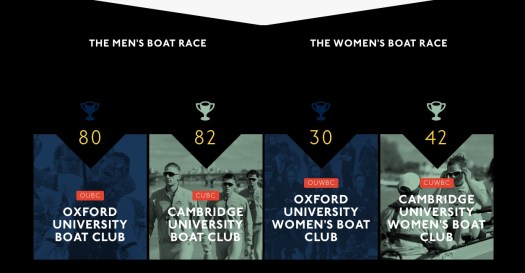 THE MEN'S BOAT RACE
THE WOMEN'S BOAT RACE
80
82
30
42
OUBC
OXFORD
UNIVERSITY
BOAT CLUB
CUBC
CAMBRIDGE
UNIVERSITY
BOAT CLUB
OUWBC
OXFORD
UNIVERSITY
WOMEN'S BOAT
CLUB
CUWBC
CAMBRIDGE
UNIVERSITY
WOMEN'S BOAT
CLUB